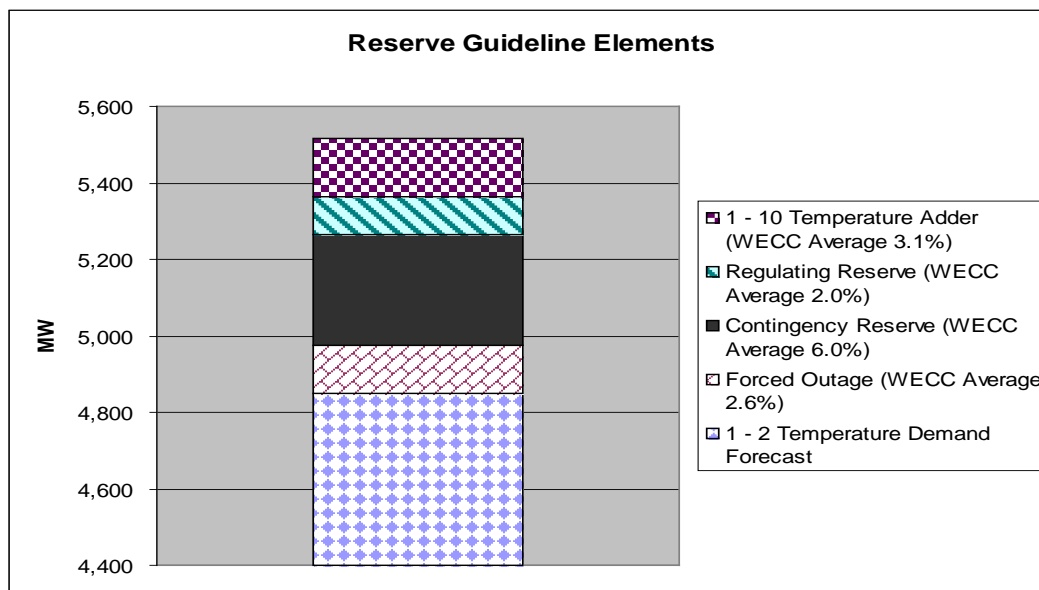 Reserve Guideline Elements
5,600
5,400
5,200
5,000
4,800
4,600
4,400
MW
1 - 10 Temperature Adder
(WECC Average 3.1%)
Regulating Reserve (WECC
Average 2.0%)
Contingency Reserve (WECC
Average 6.0%)
Forced Outage (WECC Average
2.6%)
1 - 2 Temperature Demand
Forecast